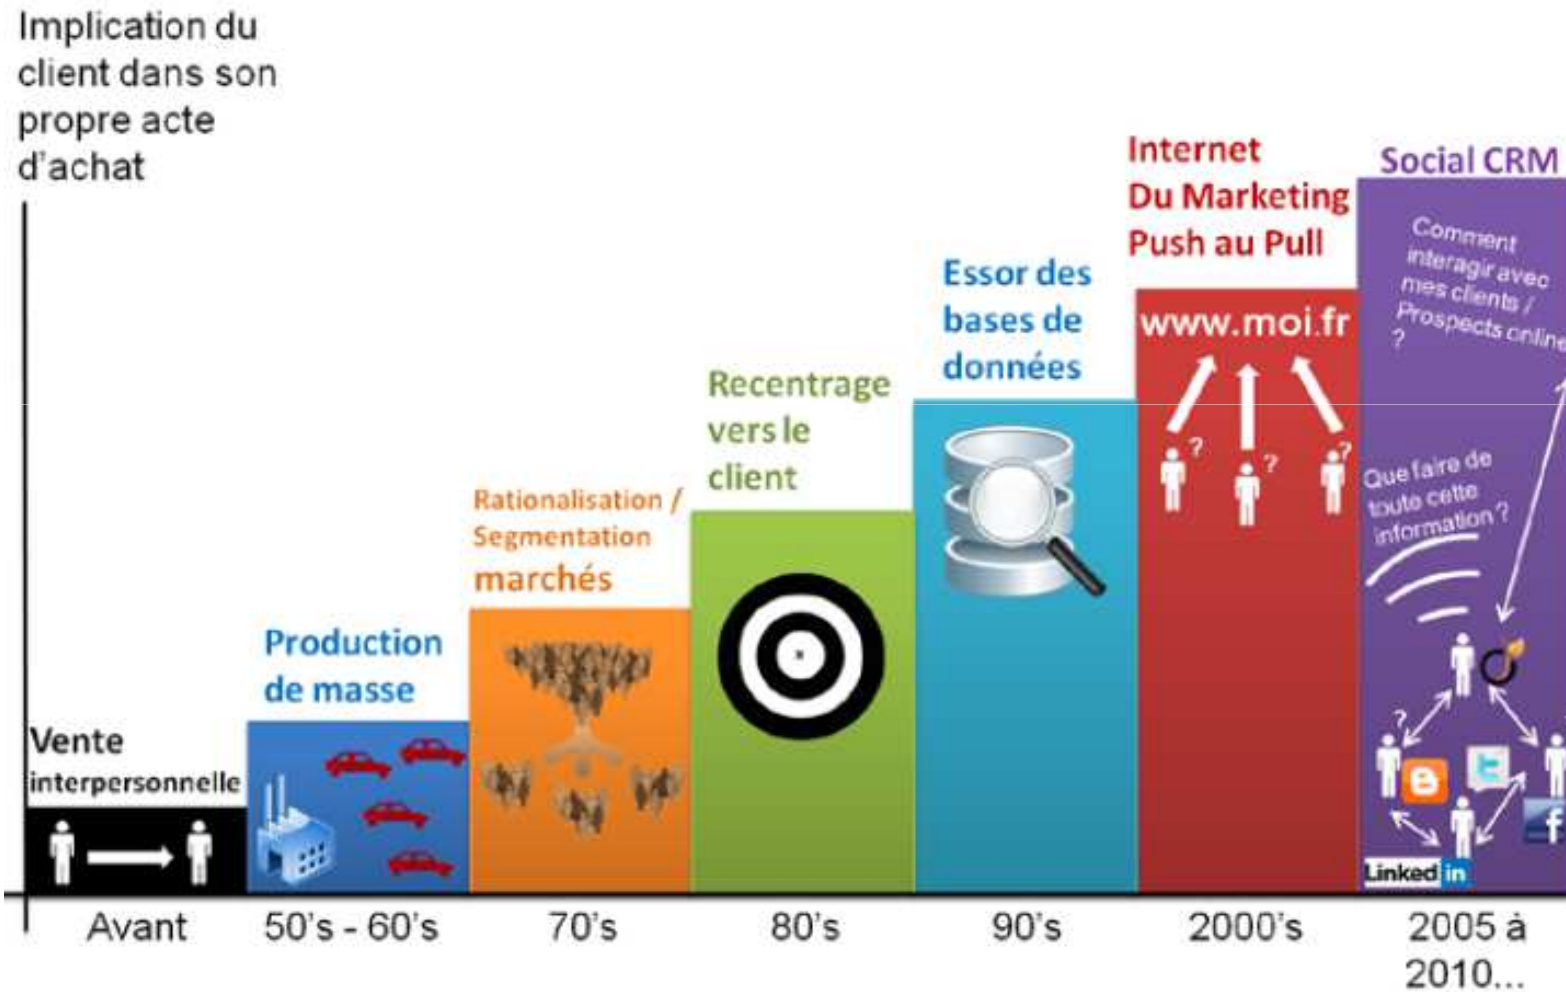 Implication du
client dans son
propre acte
d'achat
Vente
interpersonnelle
Production
de masse
Rationalisation /
Segmentation
marchés
Recentrage
vers le
client
Essor des
bases de
données
Internet
Du Marketing
Push au Pull
www.moi.fr
?
?
?
Social CRM
Comment
interagir avec
mes clients /
Prospects online
?
Que faire de
toute cette
information ?
?
t
f
Linked in
Avant
50's - 60's
70's
80's
90's
2000's
2005 à
2010...